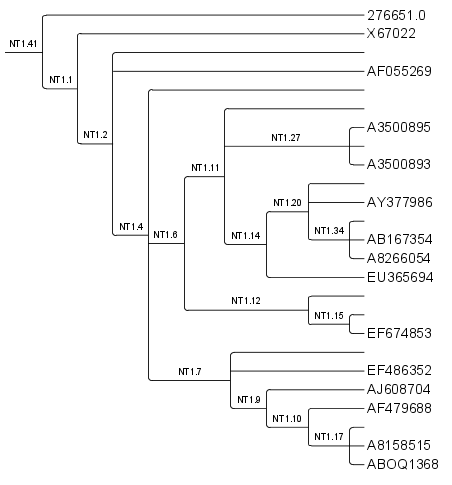 276651.0
NT1.41
X67022
NT1.1
AF055269
NT1.2
A3500895
NT1.27
A3500893
NT1.11
AY377986
NT1.20
NT1.4
NT1.6
NT1.14
NT1.34
AB167354
A8266054
EU365694
NT1.12
NT1.15
EF674853
NT1.7
EF486352
AJ608704
NT1.9
AF479688
NT1.10
NT1.17
A8158515
ABOQ1368